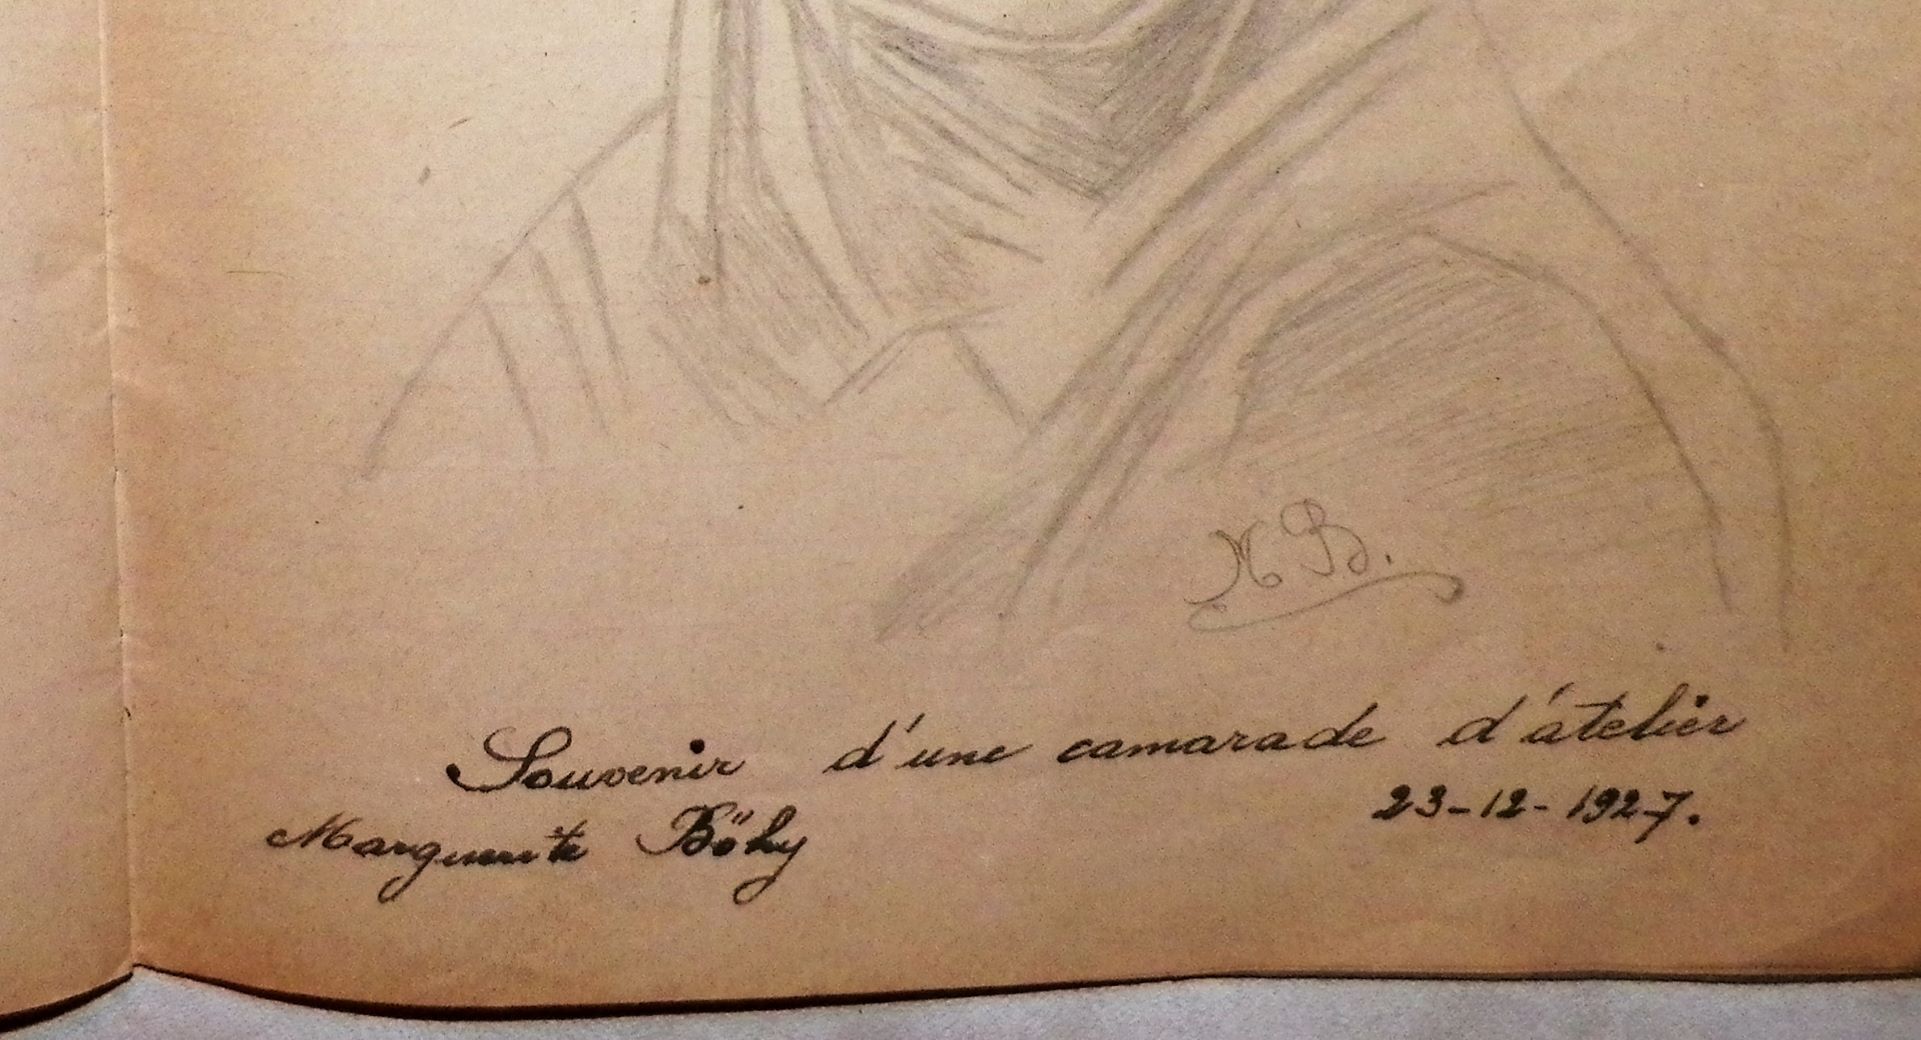 M B.
Souvenir d'une camarade d'atelier
23-12-1927.
Marguerite Böhy